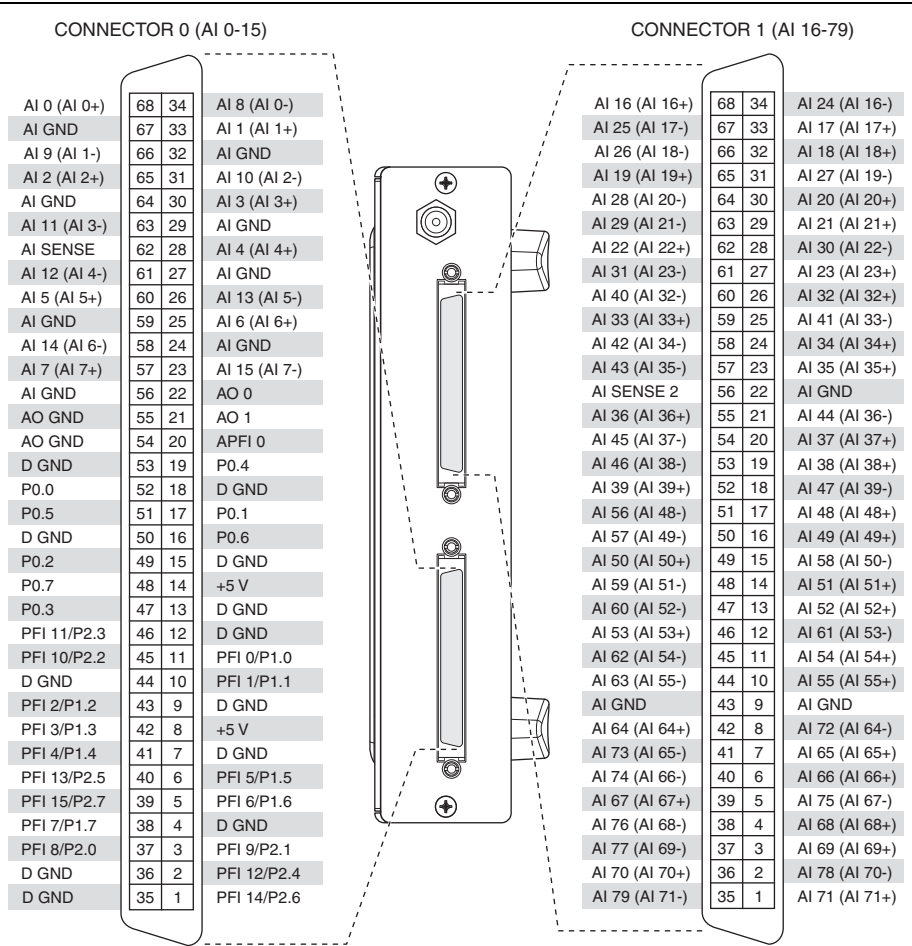 CONNECTOR 0 (AI 0-15)
AI 0 (AI 0+) 68 34 AI 8 (AI 0-)
AI GND 67 33 AI 1 (AI 1+)
AI 9 (AI 1-) 66 32 AI GND
AI 2 (AI 2+) 65 31 AI 10 (AI 2-)
AI GND 64 30 AI 3 (AI 3+)
AI 11 (AI 3-) 63 29 AI GND
AI SENSE 62 28 AI 4 (AI 4+)
AI 12 (AI 4-) 61 27 AI GND
AI 5 (AI 5+) 60 26 AI 13 (AI 5-)
AI GND 59 25 AI 6 (AI 6+)
AI 14 (AI 6-) 58 24 AI GND
AI 7 (AI 7+) 57 23 AI 15 (AI 7-)
AI GND 56 22 AO 0
AO GND 55 21 AO 1
AO GND 54 20 APFI 0
D GND 53 19 P0.4
P0.0 52 18 D GND
P0.5 51 17 P0.1
D GND 50 16 P0.6
P0.2 49 15 D GND
P0.7 48 14 +5 V
P0.3 47 13 D GND
PFI 11/P2.3 46 12 D GND
PFI 10/P2.2 45 11 PFI 0/P1.0
D GND 44 10 PFI 1/P1.1
PFI 2/P1.2 43 9 D GND
PFI 3/P1.3 42 8 +5 V
PFI 4/P1.4 41 7 D GND
PFI 13/P2.5 40 6 PFI 5/P1.5
PFI 15/P2.7 39 5 PFI 6/P1.6
PFI 7/P1.7 38 4 D GND
PFI 8/P2.0 37 3 PFI 9/P2.1
D GND 36 2 PFI 12/P2.4
D GND 35 1 PFI 14/P2.6
CONNECTOR 1 (AI 16-79)
AI 16 (AI 16+) 68 34 AI 24 (AI 16-)
AI 25 (AI 17-) 67 33 AI 17 (AI 17+)
AI 26 (AI 18-) 66 32 AI 18 (AI 18+)
AI 19 (AI 19+) 65 31 AI 27 (AI 19-)
AI 28 (AI 20-) 64 30 AI 20 (AI 20+)
AI 29 (AI 21-) 63 29 AI 21 (AI 21+)
AI 22 (AI 22+) 62 28 AI 30 (AI 22-)
AI 31 (AI 23-) 61 27 AI 23 (AI 23+)
AI 40 (AI 32-) 60 26 AI 32 (AI 32+)
AI 33 (AI 33+) 59 25 AI 41 (AI 33-)
AI 42 (AI 34-) 58 24 AI 34 (AI 34+)
AI 43 (AI 35-) 57 23 AI 35 (AI 35+)
AI SENSE 2 56 22 AI GND
AI 36 (AI 36+) 55 21 AI 44 (AI 36-)
AI 45 (AI 37-) 54 20 AI 37 (AI 37+)
AI 46 (AI 38-) 53 19 AI 38 (AI 38+)
AI 39 (AI 39+) 52 18 AI 47 (AI 39-)
AI 56 (AI 48-) 51 17 AI 48 (AI 48+)
AI 57 (AI 49-) 50 16 AI 49 (AI 49+)
AI 50 (AI 50+) 49 15 AI 58 (AI 50-)
AI 59 (AI 51-) 48 14 AI 51 (AI 51+)
AI 60 (AI 52-) 47 13 AI 52 (AI 52+)
AI 53 (AI 53+) 46 12 AI 61 (AI 53-)
AI 62 (AI 54-) 45 11 AI 54 (AI 54+)
AI 63 (AI 55-) 44 10 AI 55 (AI 55+)
AI GND 43 9 AI GND
AI 64 (AI 64+) 42 8 AI 72 (AI 64-)
AI 73 (AI 65-) 41 7 AI 65 (AI 65+)
AI 74 (AI 66-) 40 6 AI 66 (AI 66+)
AI 67 (AI 67+) 39 5 AI 75 (AI 67-)
AI 76 (AI 68-) 38 4 AI 68 (AI 68+)
AI 77 (AI 69-) 37 3 AI 69 (AI 69+)
AI 70 (AI 70+) 36 2 AI 78 (AI 70-)
AI 79 (AI 71-) 35 1 AI 71 (AI 71+)